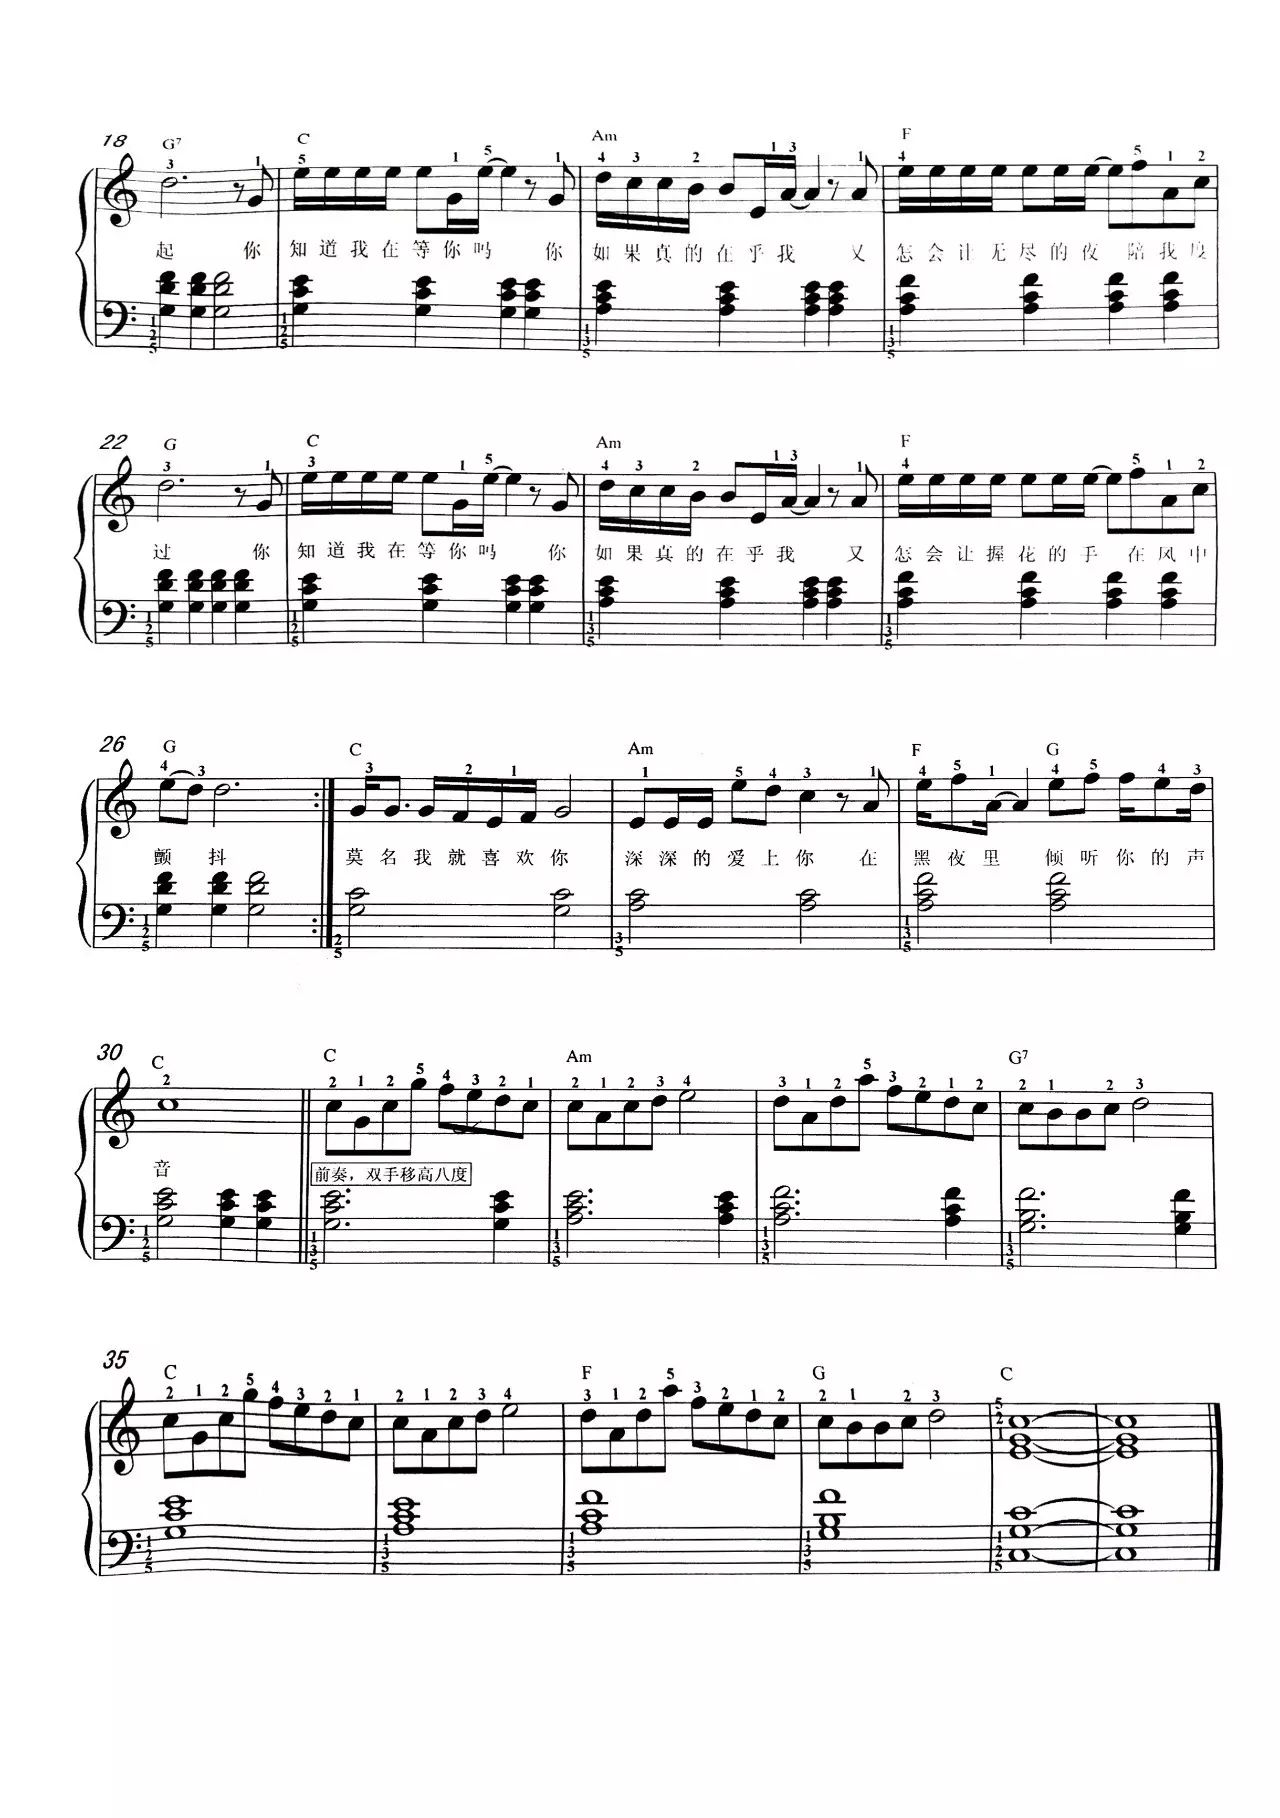 18 G7 C Am F
起 你 知道我在等你吗 你 如果真的在乎我 又 怎会让无尽的夜 陪我度
22 G C Am F
过 你 知道我在等你吗 你 如果真的在乎我 又 怎会让握花的手 在风中
26 G C Am F G
颤抖 莫名我就喜欢你 深深的爱上你 在 黑夜里 倾听你的声
30 C C Am G7
音
前奏，双手移高八度
35 C F G C